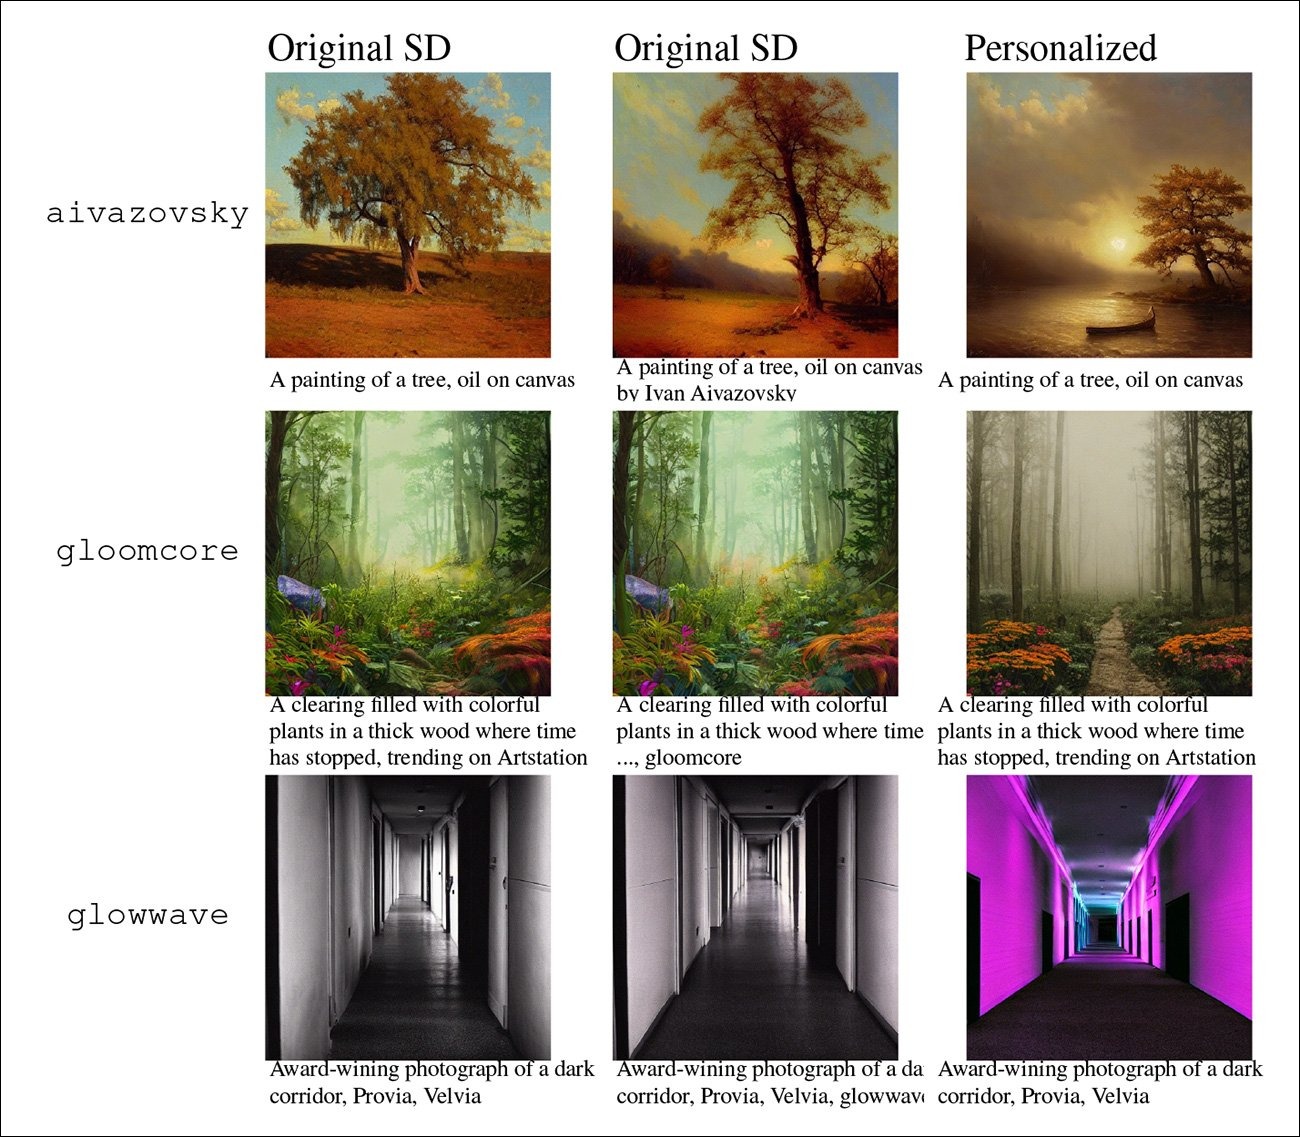 Original SD
Original SD
Personalized
aivazovsky
A painting of a tree, oil on canvas
A painting of a tree, oil on canvas
by Ivan Aivazovsky
A painting of a tree, oil on canvas
gloomcore
A clearing filled with colorful
plants in a thick wood where time
has stopped, trending on Artstation
A clearing filled with colorful
plants in a thick wood where time
..., gloomcore
A clearing filled with colorful
plants in a thick wood where time
has stopped, trending on Artstation
glowwave
Award-wining photograph of a dark
corridor, Provia, Velvia
Award-wining photograph of a da
corridor, Provia, Velvia, glowwave
Award-wining photograph of a dark
corridor, Provia, Velvia